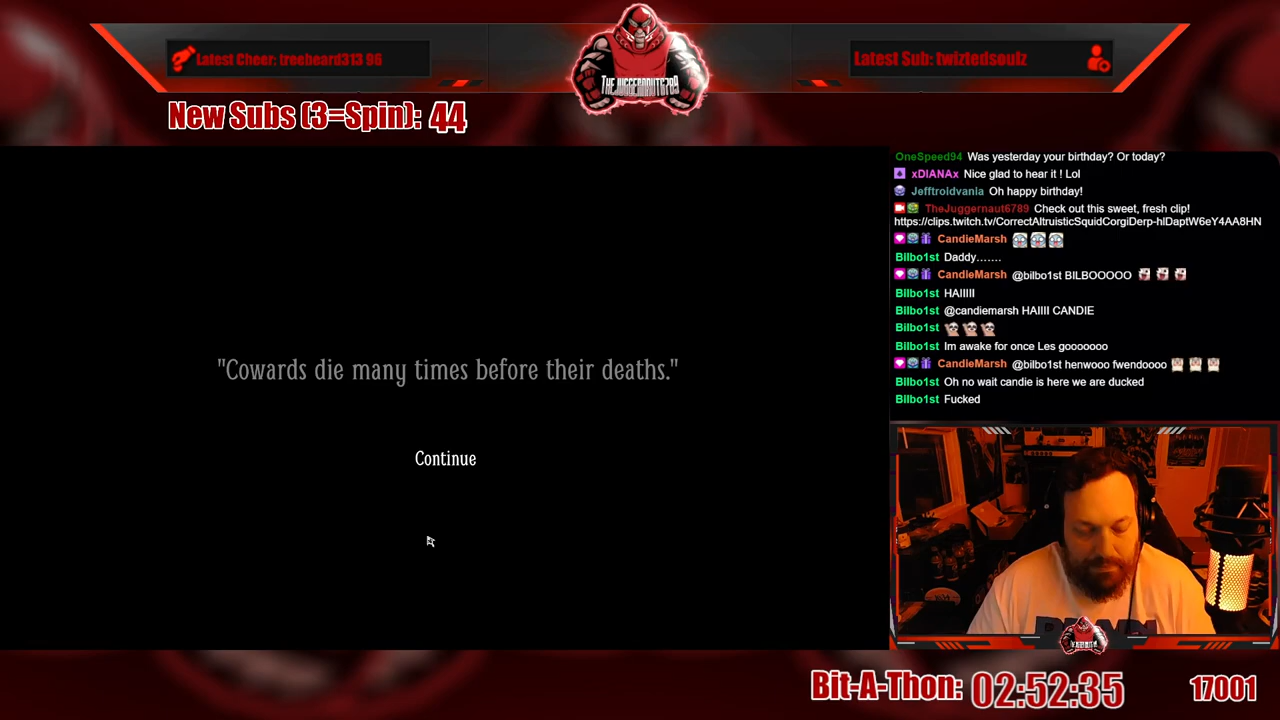 Latest Cheer: treebeard313 96
THEJUGGERNAUT6789
Latest Sub: twiztedsoulz
New Subs (3=Spin): 44
OneSpeed94 Was yesterday your birthday? Or today?
xDIANAx Nice glad to hear it ! Lol
Jefftroidvania Oh happy birthday!
TheJuggernaut6789 Check out this sweet, fresh clip!
https://clips.twitch.tv/CorrectAltruisticSquidCorgiDerp-hlDaptW6eY4AA8HN
CandieMarsh
Bilbo1st Daddy…….
CandieMarsh @bilbo1st BILBOOOOO
Bilbo1st HAIIIII
Bilbo1st @candiemarsh HAIIII CANDIE
Bilbo1st
Bilbo1st Im awake for once Les gooooooo
CandieMarsh @bilbo1st henwooo fwendoooo
Bilbo1st Oh no wait candie is here we are ducked
Bilbo1st Fucked
"Cowards die many times before their deaths."
Continue
Bit-A-Thon: 02:52:35 17001